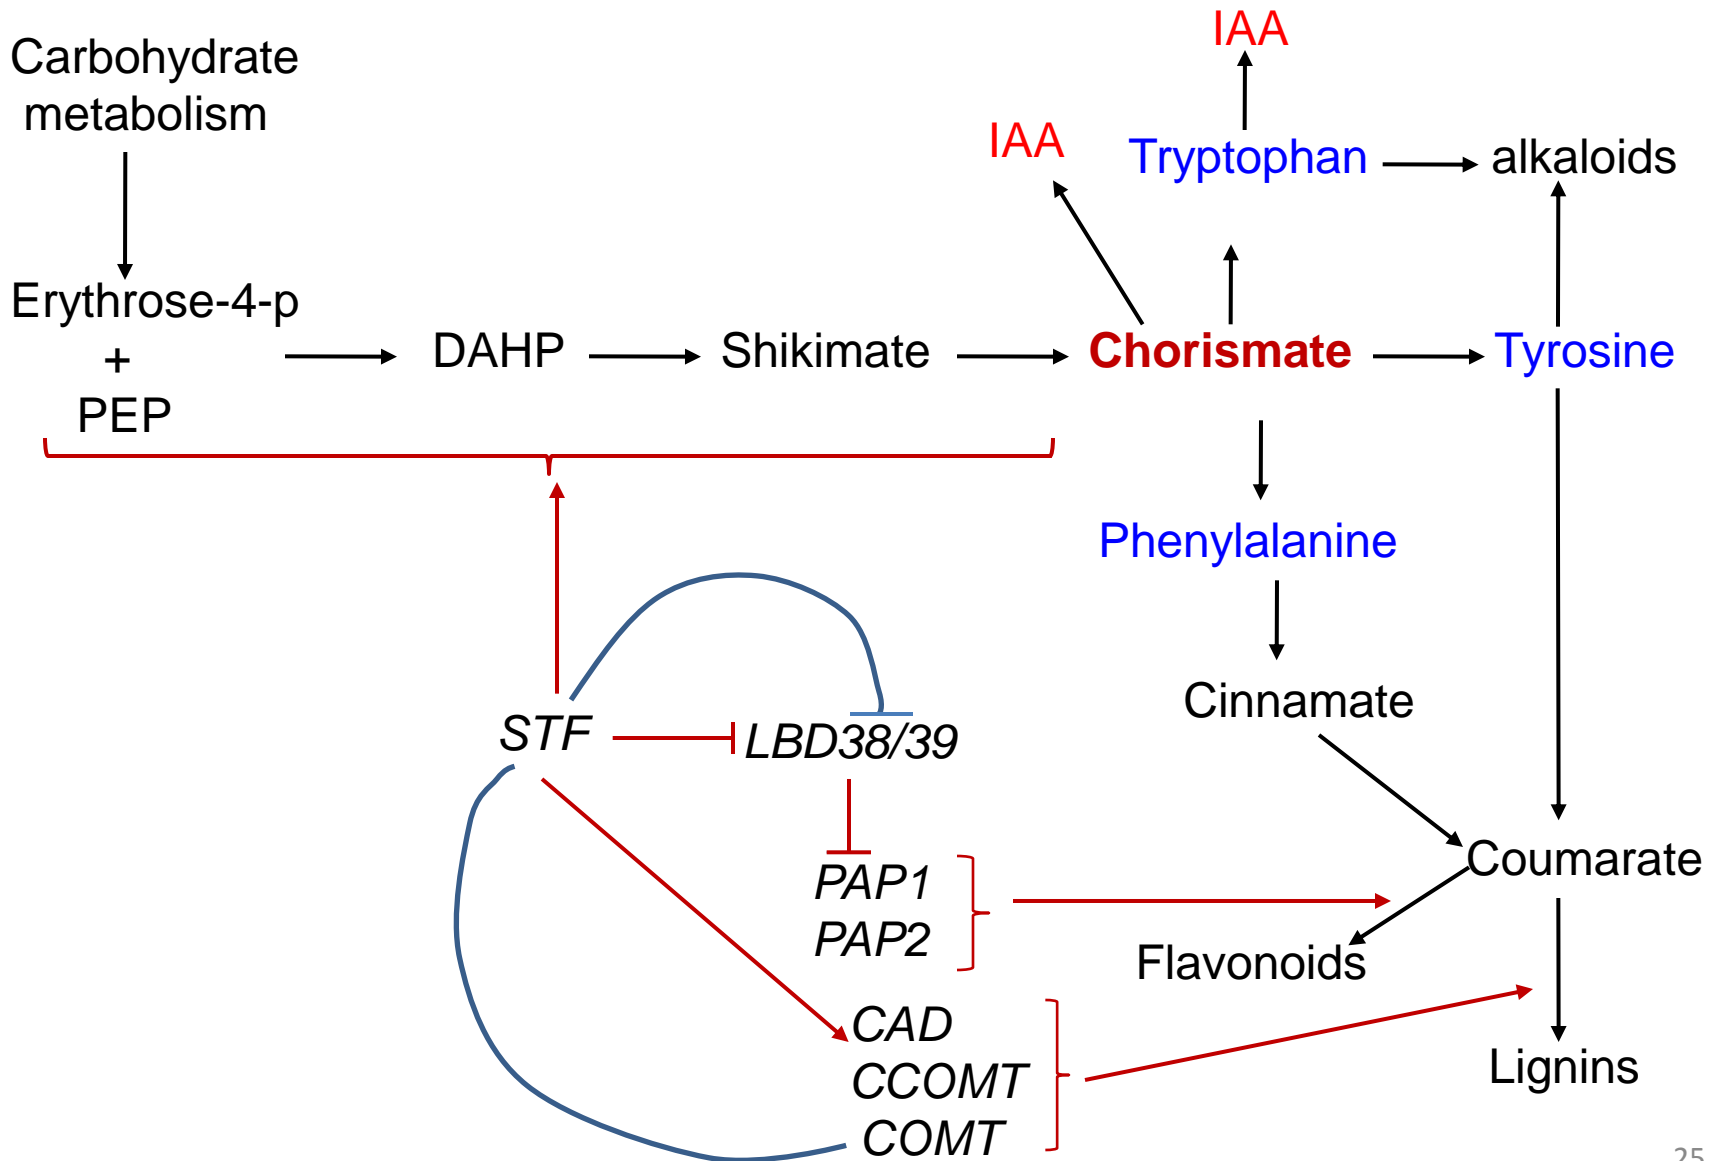 IAA
Carbohydrate
metabolism
IAA
Tryptophan
alkaloids
Erythrose-4-p
+
PEP
DAHP
Shikimate
Chorismate
Tyrosine
Phenylalanine
Cinnamate
STF
LBD38/39
PAP1
PAP2
Coumarate
Flavonoids
CAD
CCOMT
COMT
Lignins
25